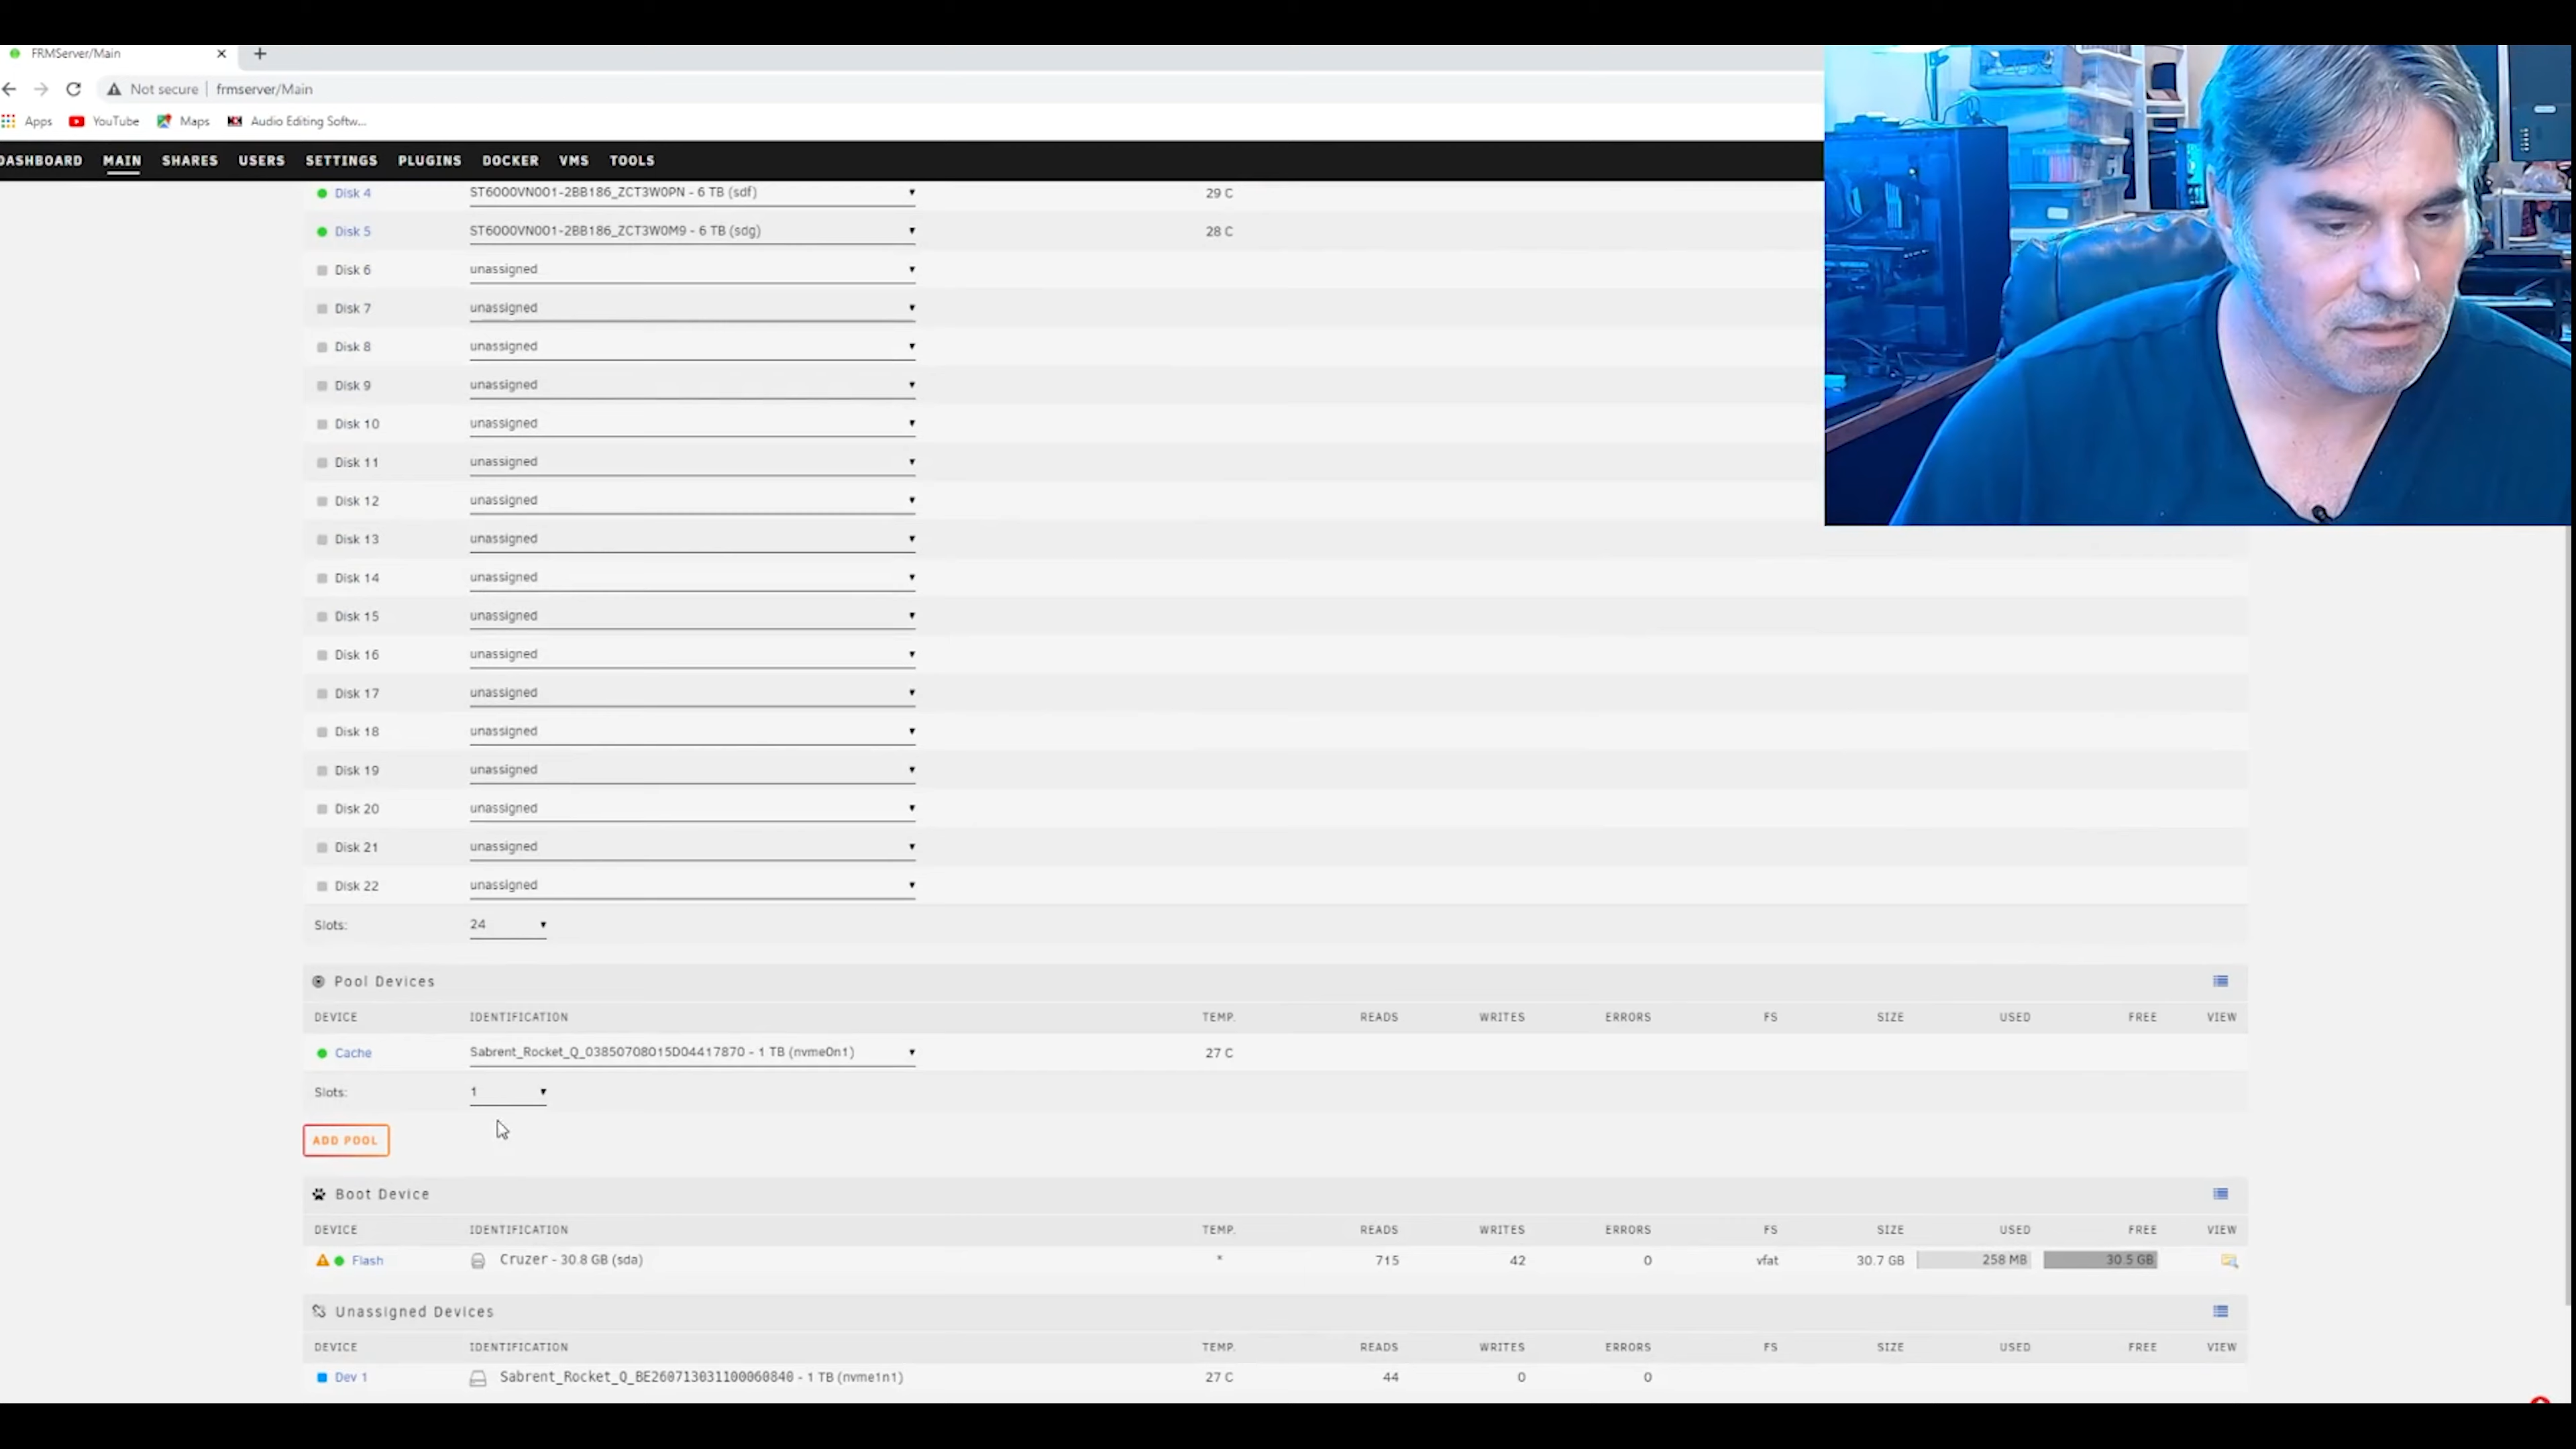 FRMServer/Main
Not secure | frmserver/Main
Apps YouTube Maps Audio Editing Softw...
DASHBOARD MAIN SHARES USERS SETTINGS PLUGINS DOCKER VMS TOOLS
Disk 4 ST6000VN001-2BB186_ZCT3W0PN - 6 TB (sdf) 29 C
Disk 5 ST6000VN001-2BB186_ZCT3W0M9 - 6 TB (sdg) 28 C
Disk 6 unassigned
Disk 7 unassigned
Disk 8 unassigned
Disk 9 unassigned
Disk 10 unassigned
Disk 11 unassigned
Disk 12 unassigned
Disk 13 unassigned
Disk 14 unassigned
Disk 15 unassigned
Disk 16 unassigned
Disk 17 unassigned
Disk 18 unassigned
Disk 19 unassigned
Disk 20 unassigned
Disk 21 unassigned
Disk 22 unassigned
Slots: 24
Pool Devices
DEVICE IDENTIFICATION TEMP. READS WRITES ERRORS FS SIZE USED FREE VIEW
Cache Sabrent_Rocket_Q_03850708015D04417870 - 1 TB (nvme0n1) 27 C
Slots: 1
ADD POOL
Boot Device
DEVICE IDENTIFICATION TEMP. READS WRITES ERRORS FS SIZE USED FREE VIEW
Flash Cruzer - 30.8 GB (sda) * 715 42 0 vfat 30.7 GB 258 MB 30.5 GB
Unassigned Devices
DEVICE IDENTIFICATION TEMP. READS WRITES ERRORS FS SIZE USED FREE VIEW
Dev 1 Sabrent_Rocket_Q_BE260713031100060840 - 1 TB (nvme1n1) 27 C 44 0 0